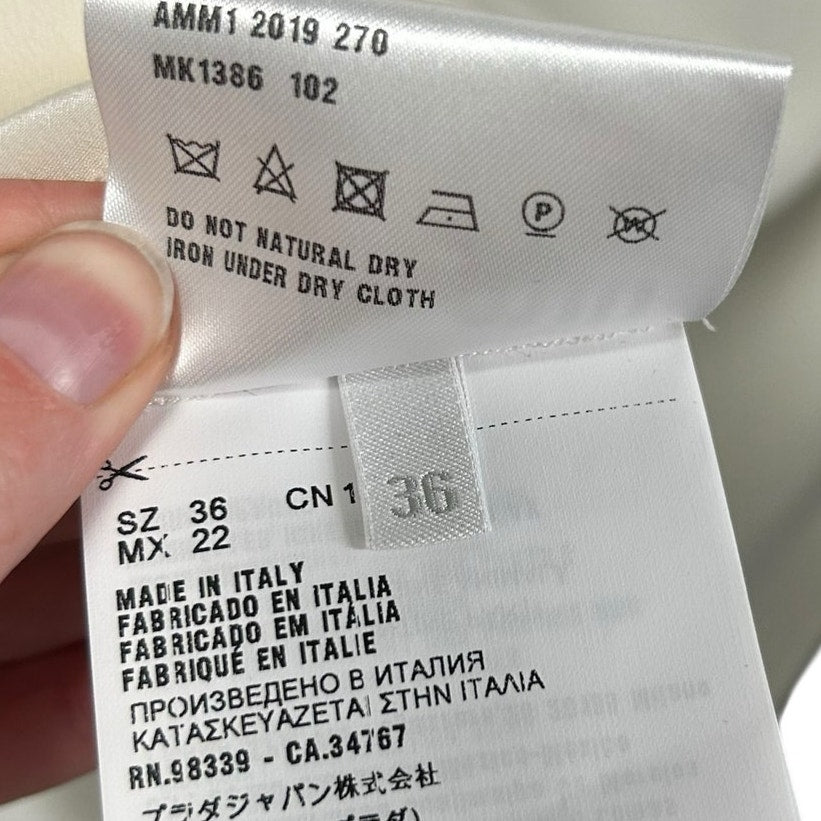 AMM1 2019 270
MK1386 102
P
W
DO NOT NATURAL DRY
IRON UNDER DRY CLOTH
36
SZ 36 CN 1
MX 22
MADE IN ITALY
FABRICADO EN ITALIA
FABRICADO EM ITÁLIA
FABRIQUÉ EN ITALIE
ПРОИЗВЕДЕНО В ИТАЛИЯ
ΚΑΤΑΣΚΕΥΑΖΕΤΑΙ ΣΤΗΝ ΙΤΑΛΙΑ
RN.98339 - CA.34767
プラダジャパン株式会社